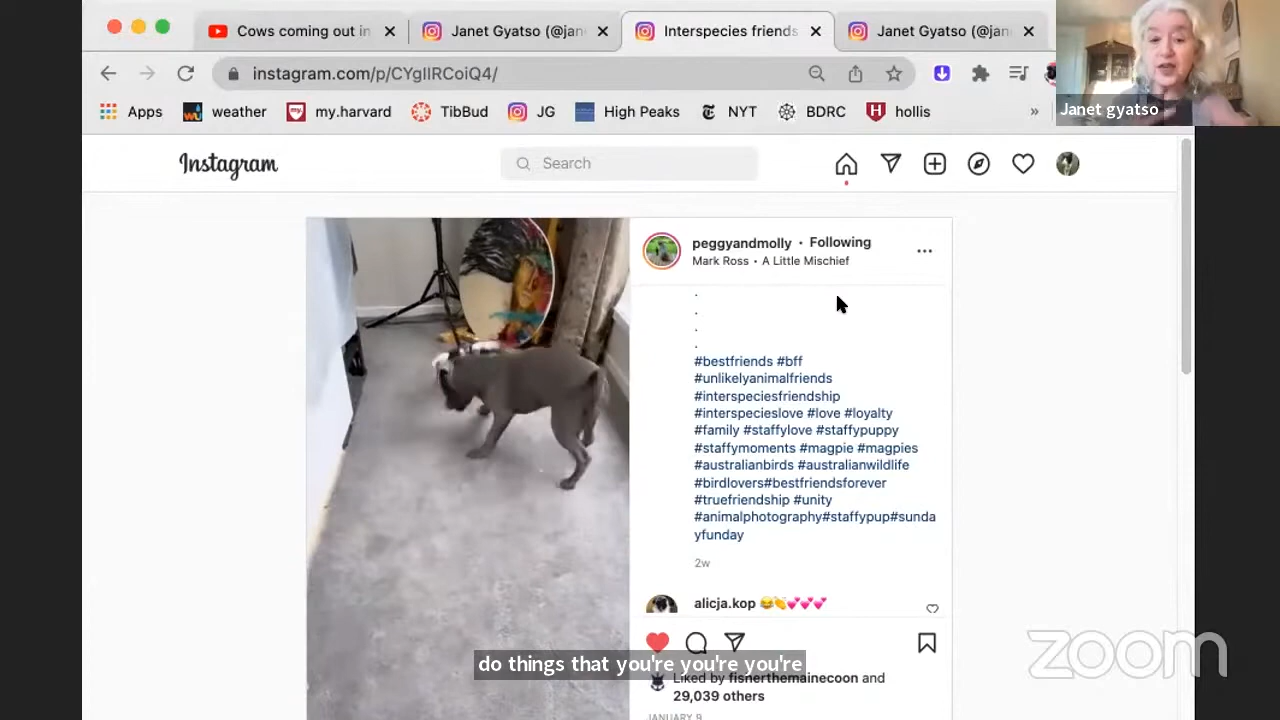 Cows coming out in
Janet Gyatso (@jan
Interspecies friends
Janet Gyatso (@jan
instagram.com/p/CYgIlRCoiQ4/
Apps
weather
my.harvard
TibBud
JG
High Peaks
NYT
BDRC
hollis
»
Janet gyatso
Instagram
Search
peggyandmolly • Following
Mark Ross • A Little Mischief
.
.
.
.
#bestfriends #bff
#unlikelyanimalfriends
#interspeciesfriendship
#interspecieslove #love #loyalty
#family #staffylove #staffypuppy
#staffymoments #magpie #magpies
#australianbirds #australianwildlife
#birdlovers#bestfriendsforever
#truefriendship #unity
#animalphotography#staffypup#sunda
yfunday
2w
alicja.kop 😂👏💕💕💕
do things that you're you're you're
Liked by fisnerthemainecoon and
29,039 others
JANUARY 9
zoom